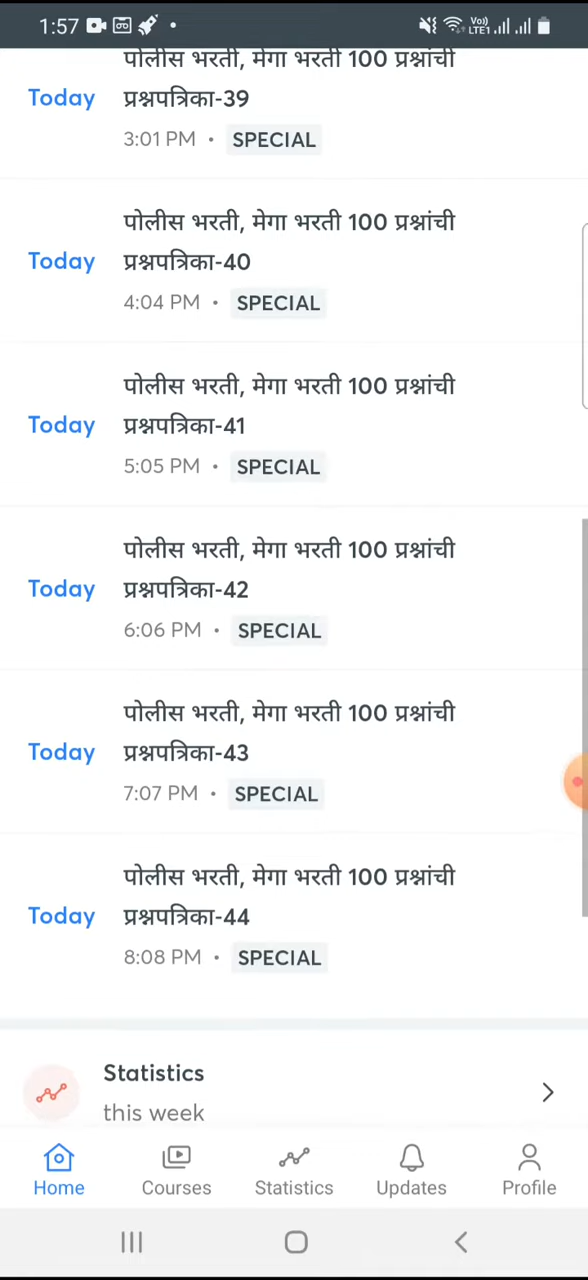 1:57
Vo))
LTE1
पोलीस भरती, मेगा भरती 100 प्रश्नांची
Today
प्रश्नपत्रिका-39
3:01 PM • SPECIAL
पोलीस भरती, मेगा भरती 100 प्रश्नांची
Today
प्रश्नपत्रिका-40
4:04 PM • SPECIAL
पोलीस भरती, मेगा भरती 100 प्रश्नांची
Today
प्रश्नपत्रिका-41
5:05 PM • SPECIAL
पोलीस भरती, मेगा भरती 100 प्रश्नांची
Today
प्रश्नपत्रिका-42
6:06 PM • SPECIAL
पोलीस भरती, मेगा भरती 100 प्रश्नांची
Today
प्रश्नपत्रिका-43
7:07 PM • SPECIAL
पोलीस भरती, मेगा भरती 100 प्रश्नांची
Today
प्रश्नपत्रिका-44
8:08 PM • SPECIAL
Statistics
this week
Home Courses Statistics Updates Profile